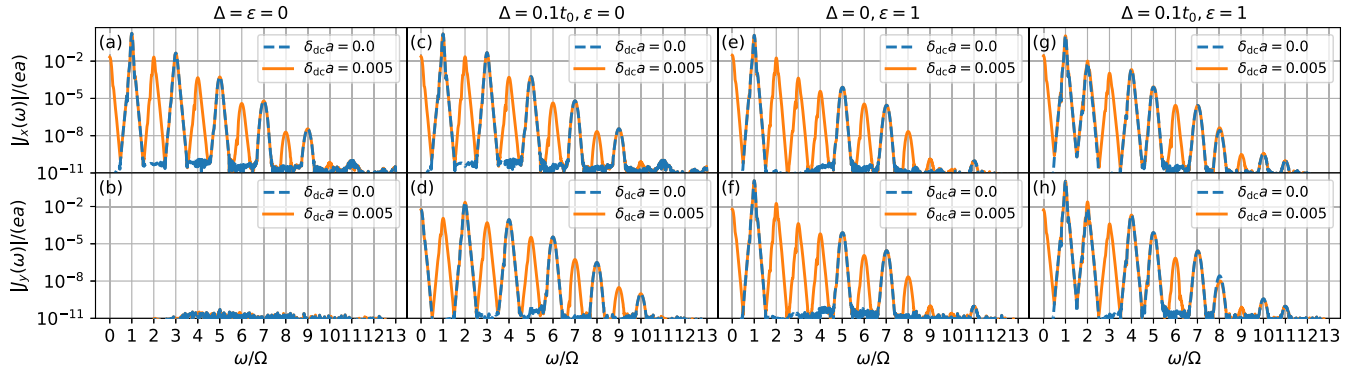 Δ = ε = 0
Δ = 0.1t₀, ε = 0
Δ = 0, ε = 1
Δ = 0.1t₀, ε = 1
|Jₓ(ω)|/(ea)
10⁻²
10⁻⁵
10⁻⁸
10⁻¹¹
(a)
δ_dc a = 0.0
δ_dc a = 0.005
(c)
δ_dc a = 0.0
δ_dc a = 0.005
(e)
δ_dc a = 0.0
δ_dc a = 0.005
(g)
δ_dc a = 0.0
δ_dc a = 0.005
|J_y(ω)|/(ea)
10⁻²
10⁻⁵
10⁻⁸
10⁻¹¹
(b)
δ_dc a = 0.0
δ_dc a = 0.005
(d)
δ_dc a = 0.0
δ_dc a = 0.005
(f)
δ_dc a = 0.0
δ_dc a = 0.005
(h)
δ_dc a = 0.0
δ_dc a = 0.005
0 1 2 3 4 5 6 7 8 9 10 11 12 13
0 1 2 3 4 5 6 7 8 9 10 11 12 13
0 1 2 3 4 5 6 7 8 9 10 11 12 13
0 1 2 3 4 5 6 7 8 9 10 11 12 13
ω/Ω
ω/Ω
ω/Ω
ω/Ω